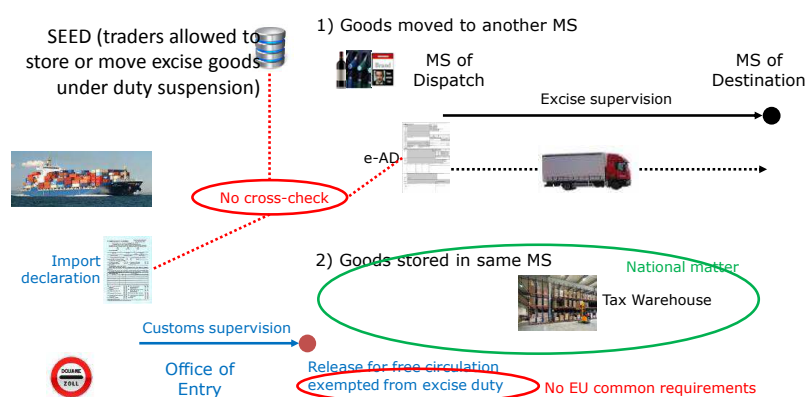 SEED (traders allowed to
store or move excise goods
under duty suspension)
1) Goods moved to another MS
MS of
Dispatch
MS of
Destination
Brand
Excise supervision
e-AD
No cross-check
Import
declaration
2) Goods stored in same MS
National matter
Tax Warehouse
Customs supervision
DOUANE
ZOLL
Office of
Entry
Release for free circulation
exempted from excise duty
No EU common requirements